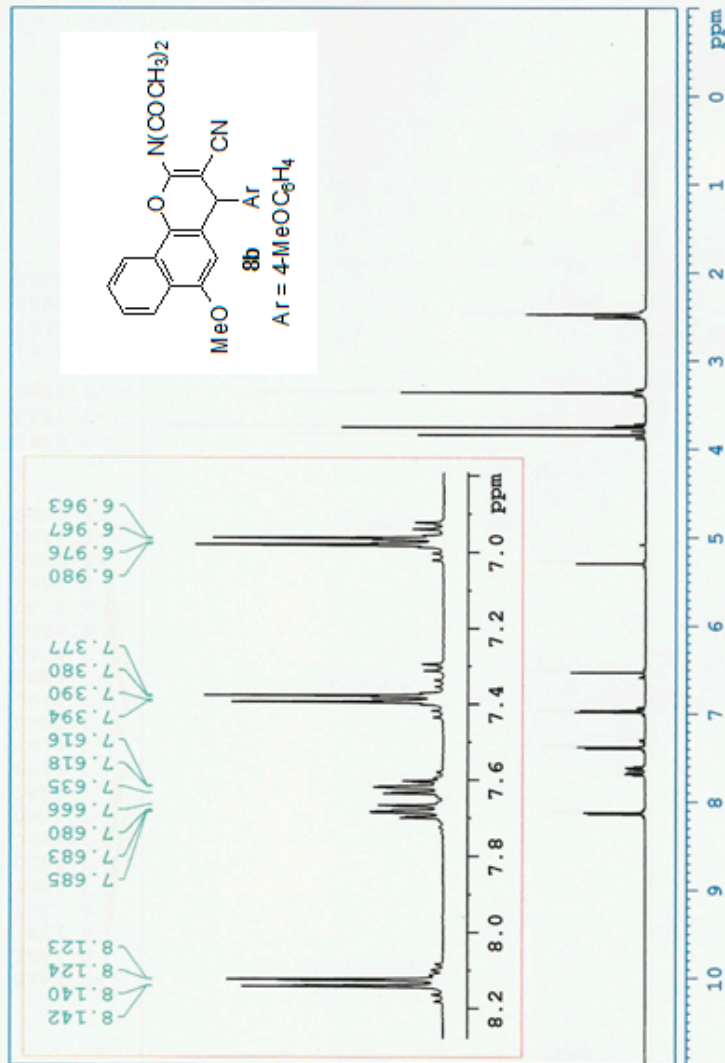 N(COCH3)2
O
CN
Ar
MeO
8b
Ar = 4-MeOC6H4
8.142
8.140
8.124
8.123
7.685
7.683
7.680
7.666
7.635
7.618
7.616
7.394
7.390
7.380
7.377
6.980
6.976
6.967
6.963
8.2 8.0 7.8 7.6 7.4 7.2 7.0 ppm
10 9 8 7 6 5 4 3 2 1 0 ppm